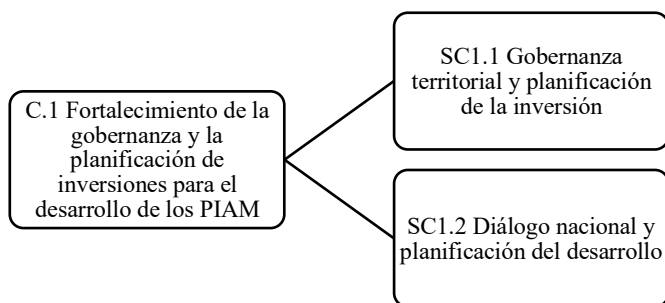 C.1 Fortalecimiento de la
gobernanza y la
planificación de
inversiones para el
desarrollo de los PIAM
SC1.1 Gobernanza
territorial y planificación
de la inversión
SC1.2 Diálogo nacional y
planificación del desarrollo